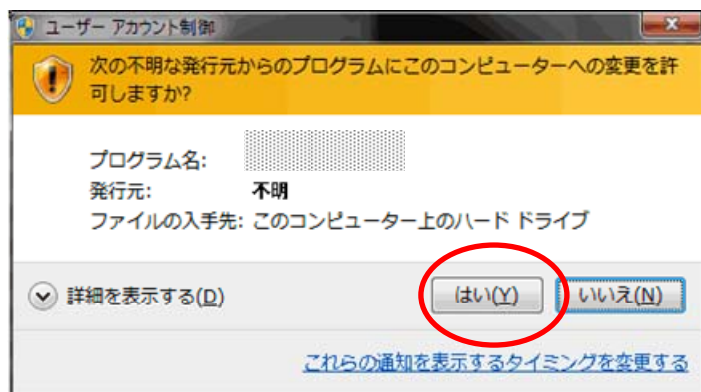 ユーザー アカウント制御
次の不明な発行元からのプログラムにこのコンピューターへの変更を許
可しますか?
プログラム名:
発行元: 不明
ファイルの入手先: このコンピューター上のハード ドライブ
詳細を表示する(D)
はい(Y)
いいえ(N)
これらの通知を表示するタイミングを変更する